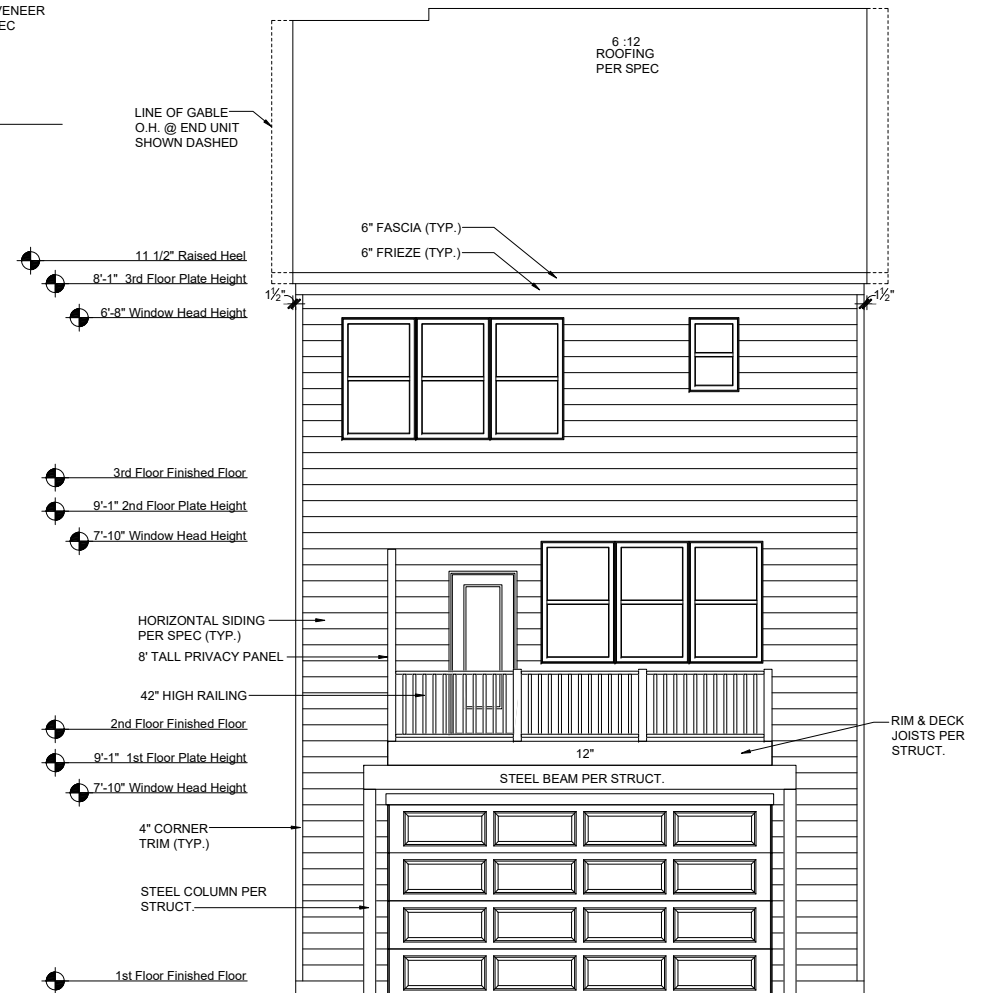 6 :12
ROOFING
PER SPEC
LINE OF GABLE
O.H. @ END UNIT
SHOWN DASHED
6" FASCIA (TYP.)
6" FRIEZE (TYP.)
11 1/2" Raised Heel
8'-1" 3rd Floor Plate Height
1½"
1½"
6'-8" Window Head Height
3rd Floor Finished Floor
9'-1" 2nd Floor Plate Height
7'-10" Window Head Height
HORIZONTAL SIDING
PER SPEC (TYP.)
8' TALL PRIVACY PANEL
42" HIGH RAILING
2nd Floor Finished Floor
RIM & DECK
JOISTS PER
STRUCT.
12"
9'-1" 1st Floor Plate Height
STEEL BEAM PER STRUCT.
7'-10" Window Head Height
4" CORNER
TRIM (TYP.)
STEEL COLUMN PER
STRUCT.
1st Floor Finished Floor